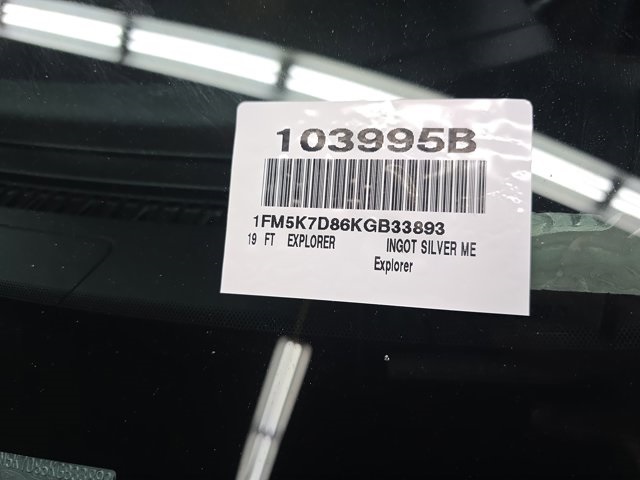 103995B
1FM5K7D86KGB33893
19 FT EXPLORER INGOT SILVER ME
Explorer